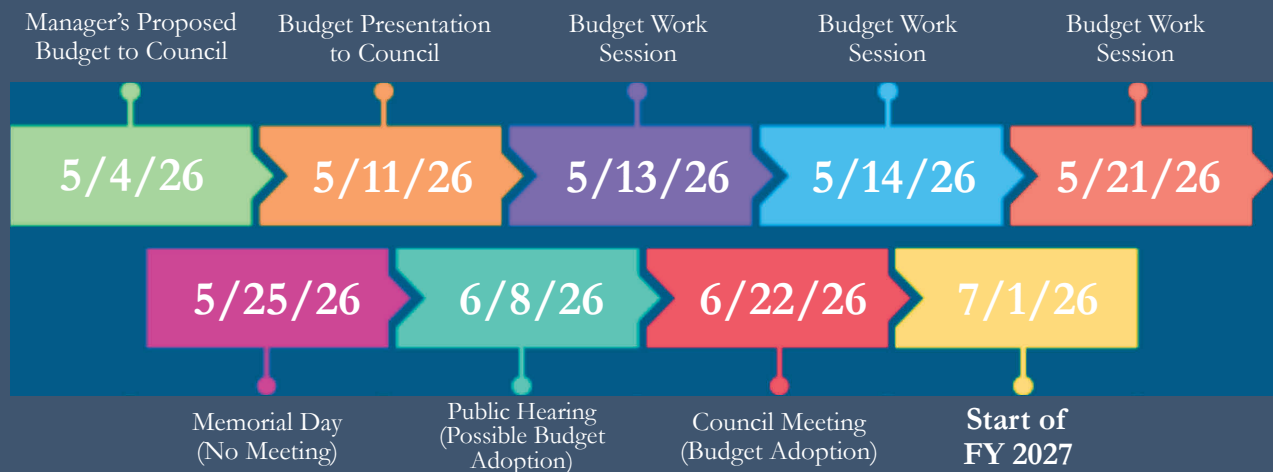 Manager's Proposed
Budget to Council
Budget Presentation
to Council
Budget Work
Session
Budget Work
Session
Budget Work
Session
5/4/26
5/11/26
5/13/26
5/14/26
5/21/26
5/25/26
6/8/26
6/22/26
7/1/26
Memorial Day
(No Meeting)
Public Hearing
(Possible Budget
Adoption)
Council Meeting
(Budget Adoption)
Start of
FY 2027